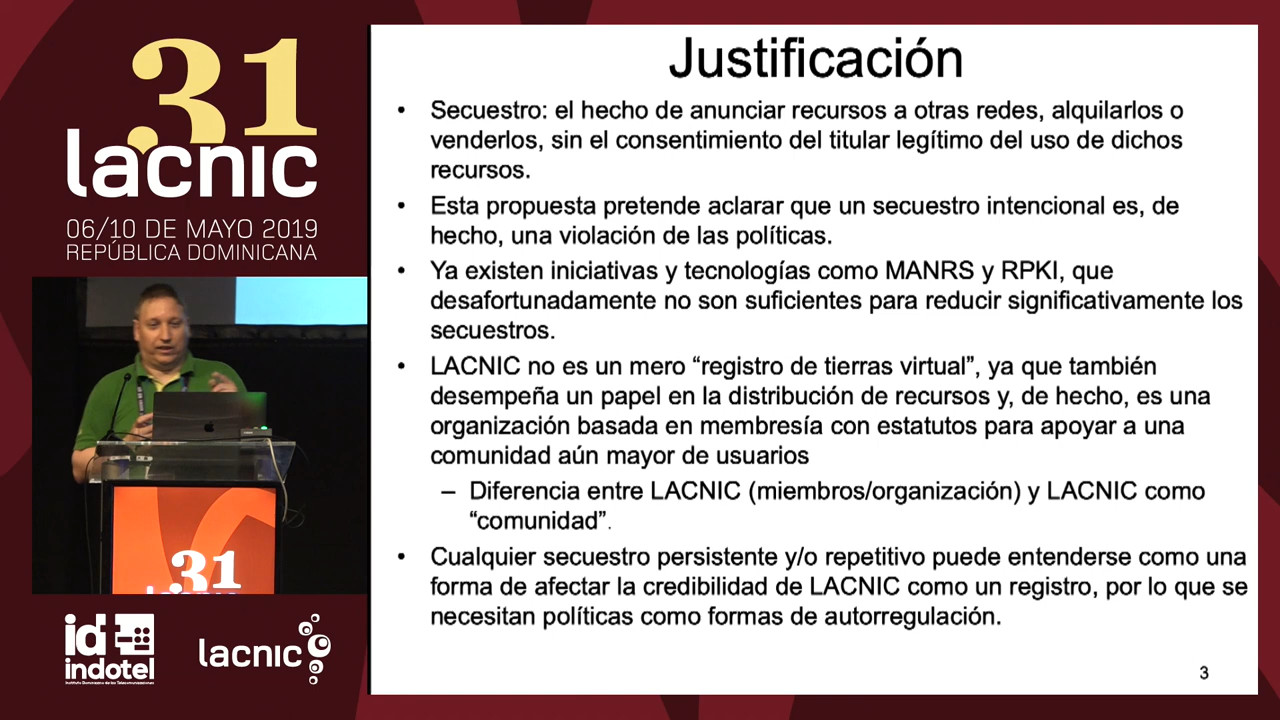 31
lacnic
06/10 DE MAYO 2019
REPÚBLICA DOMINICANA
Justificación
• Secuestro: el hecho de anunciar recursos a otras redes, alquilarlos o
venderlos, sin el consentimiento del titular legítimo del uso de dichos
recursos.
• Esta propuesta pretende aclarar que un secuestro intencional es, de
hecho, una violación de las políticas.
• Ya existen iniciativas y tecnologías como MANRS y RPKI, que
desafortunadamente no son suficientes para reducir significativamente los
secuestros.
• LACNIC no es un mero “registro de tierras virtual”, ya que también
desempeña un papel en la distribución de recursos y, de hecho, es una
organización basada en membresía con estatutos para apoyar a una
comunidad aún mayor de usuarios
– Diferencia entre LACNIC (miembros/organización) y LACNIC como
“comunidad”.
• Cualquier secuestro persistente y/o repetitivo puede entenderse como una
forma de afectar la credibilidad de LACNIC como un registro, por lo que se
necesitan políticas como formas de autorregulación.
3
31
id
indotel
Instituto Dominicano de las Telecomunicaciones
lacnic